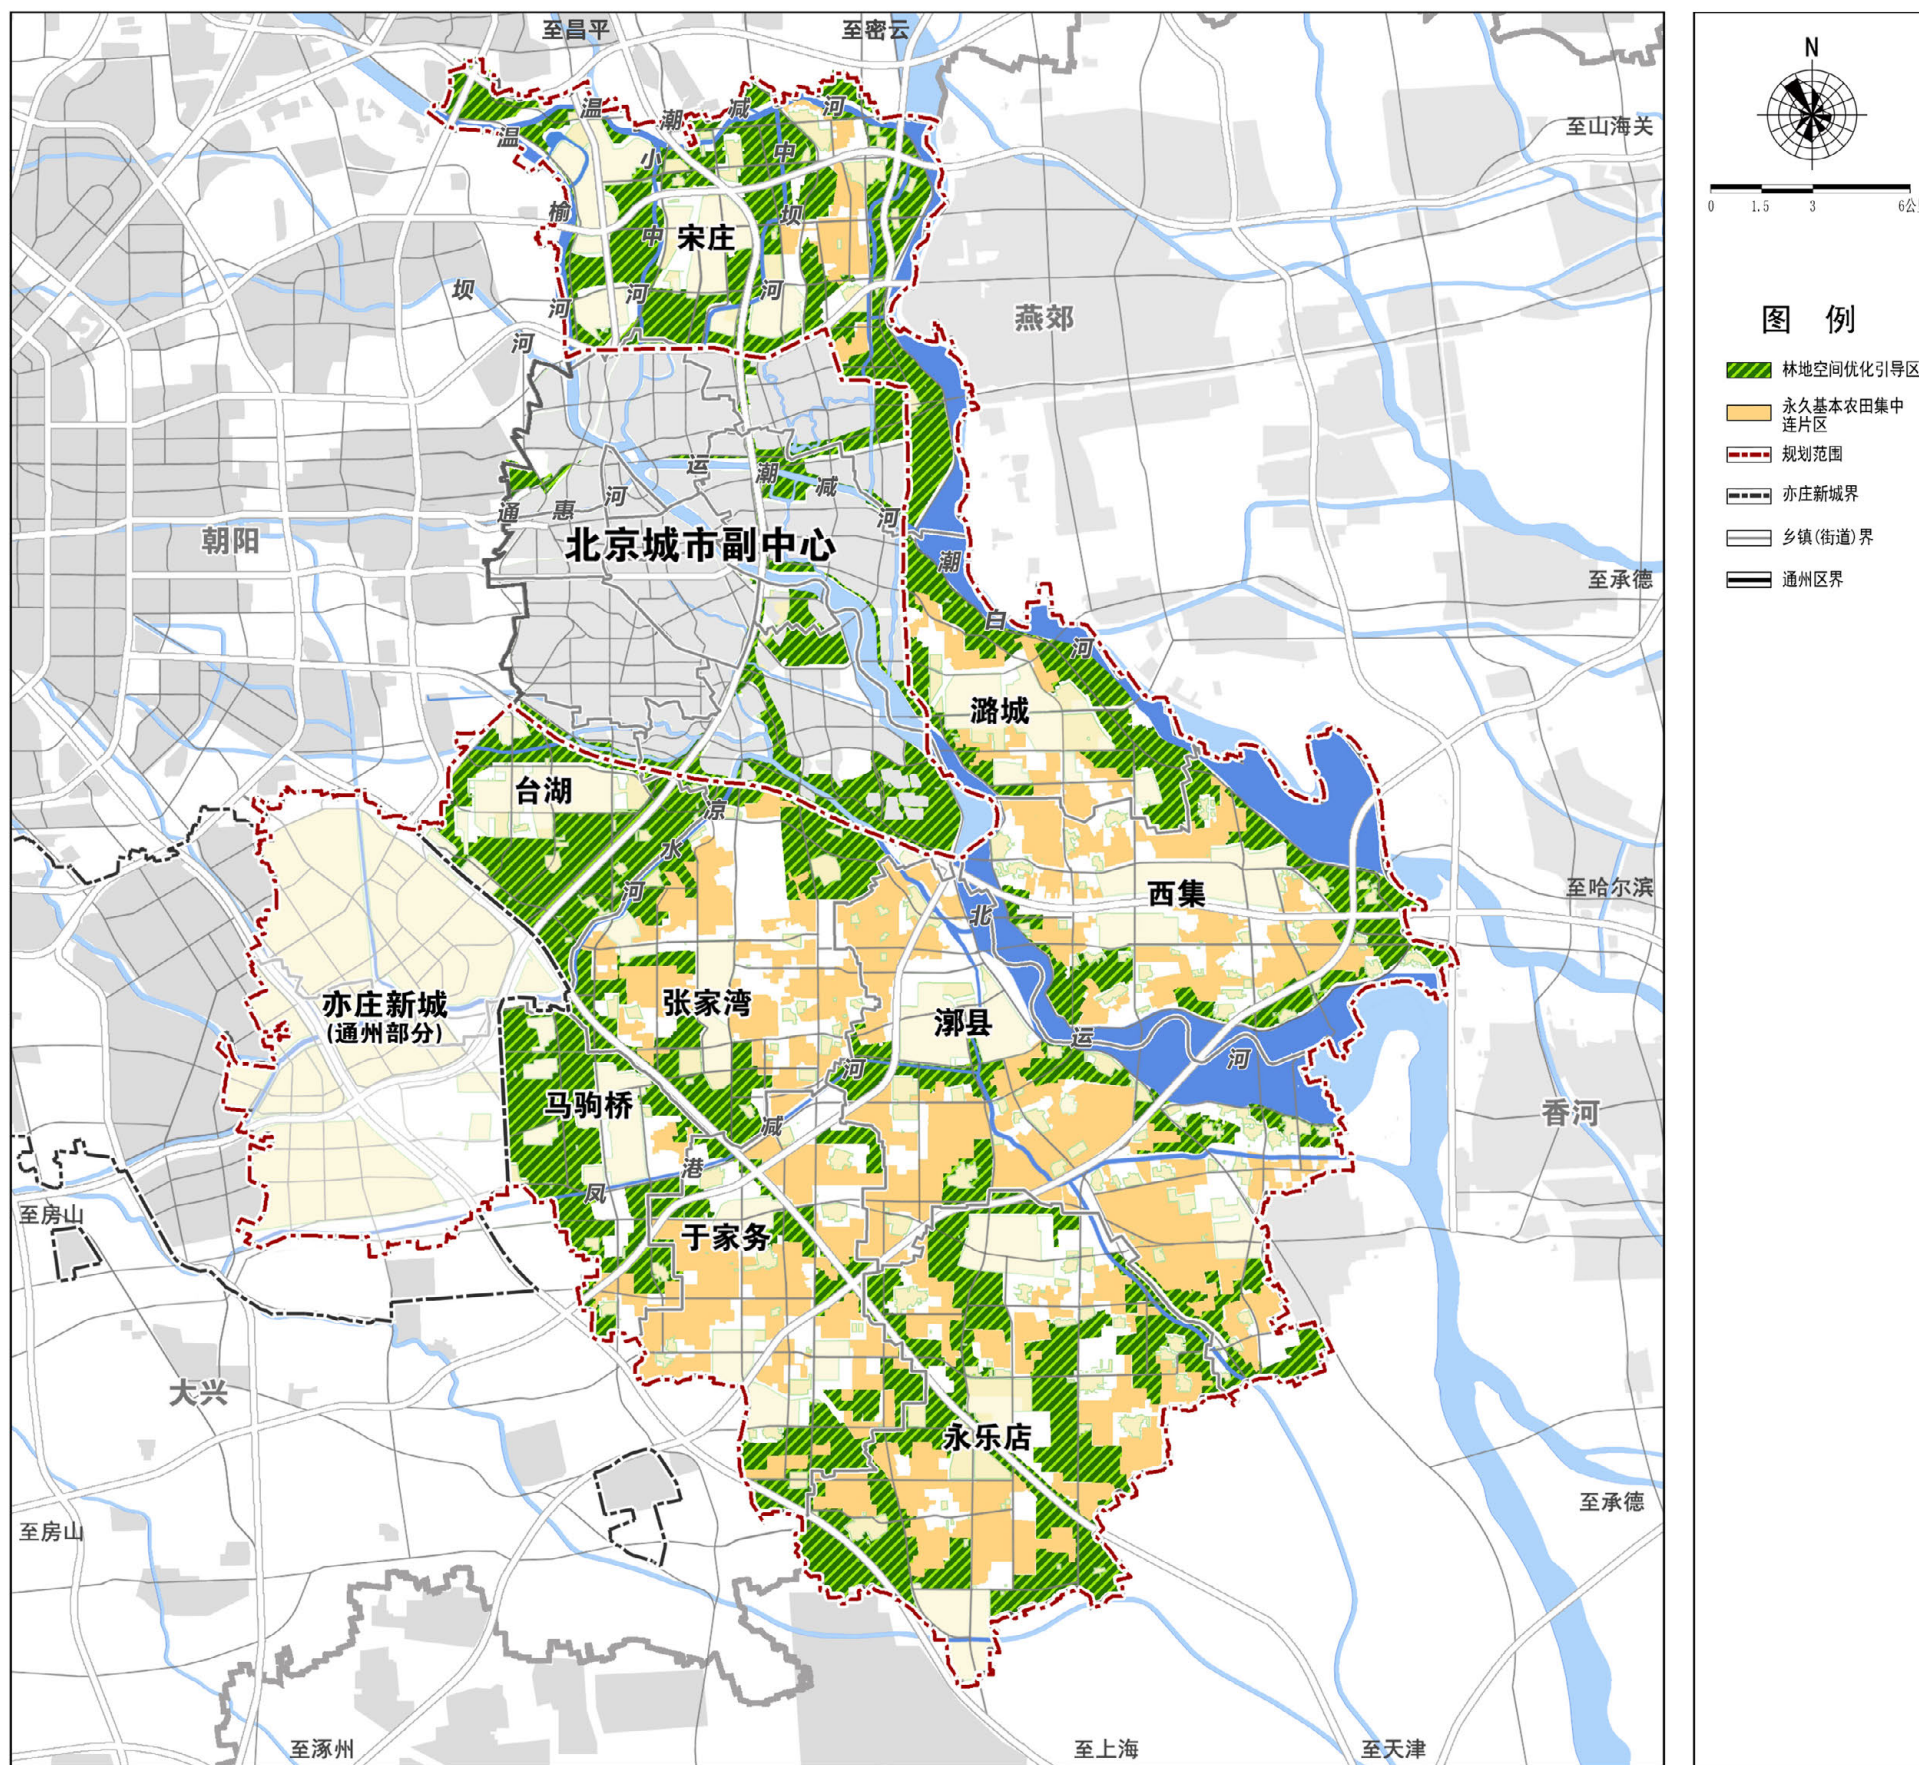 至昌平
至密云
N
温
潮
减
河
温
榆
河
小
中
河
中
坝
河
宋庄
至山海关
0 1.5 3 6公
坝
河
燕郊
图 例
林地空间优化引导区
永久基本农田集中
连片区
规划范围
亦庄新城界
乡镇(街道)界
通州区界
运
潮
减
河
通
惠
河
朝阳
北京城市副中心
潮
白
河
至承德
潞城
台湖
凉
水
河
西集
至哈尔滨
北
运
河
亦庄新城
(通州部分)
张家湾
漷县
马驹桥
凤
港
减
河
香河
至房山
于家务
大兴
永乐店
至承德
至房山
至涿州
至上海
至天津